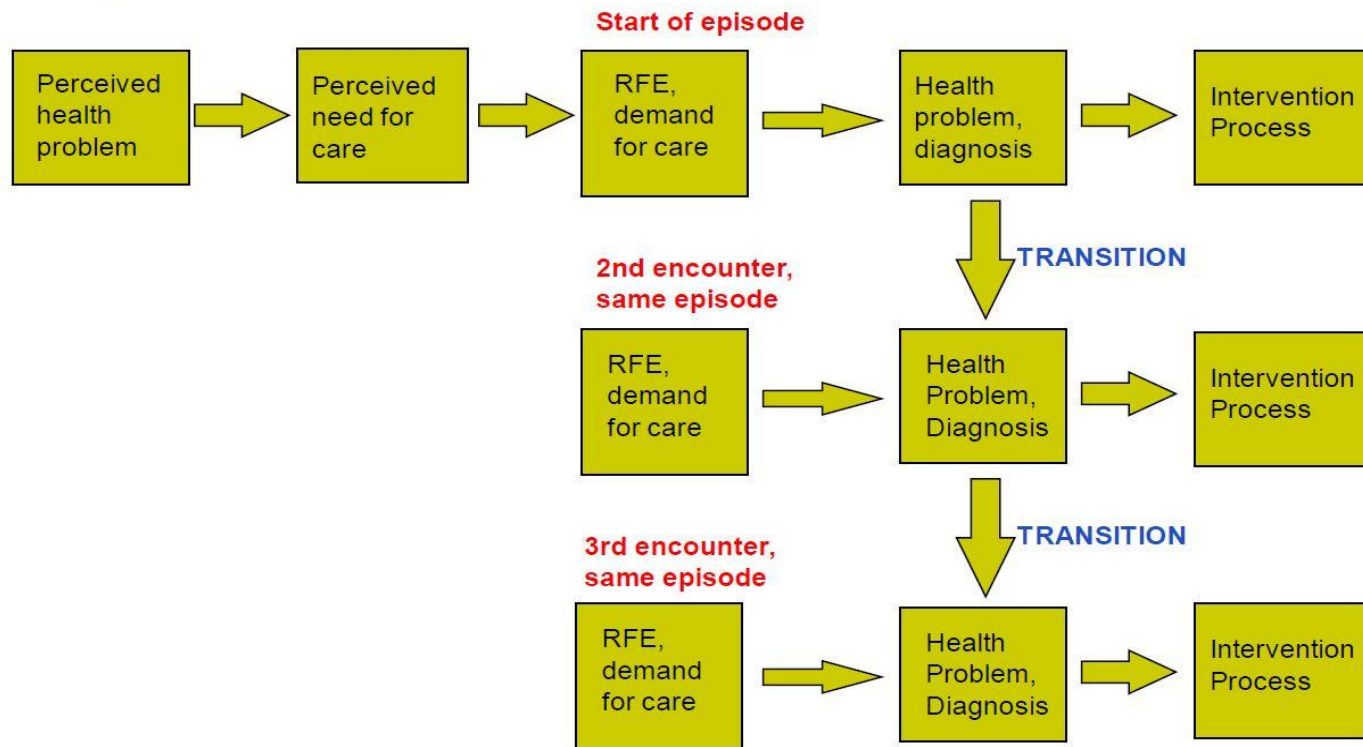 Start of episode
Perceived
health
problem
Perceived
need for
care
RFE,
demand
for care
Health
problem,
diagnosis
Intervention
Process
TRANSITION
2nd encounter,
same episode
RFE,
demand
for care
Health
Problem,
Diagnosis
Intervention
Process
TRANSITION
3rd encounter,
same episode
RFE,
demand
for care
Health
Problem,
Diagnosis
Intervention
Process